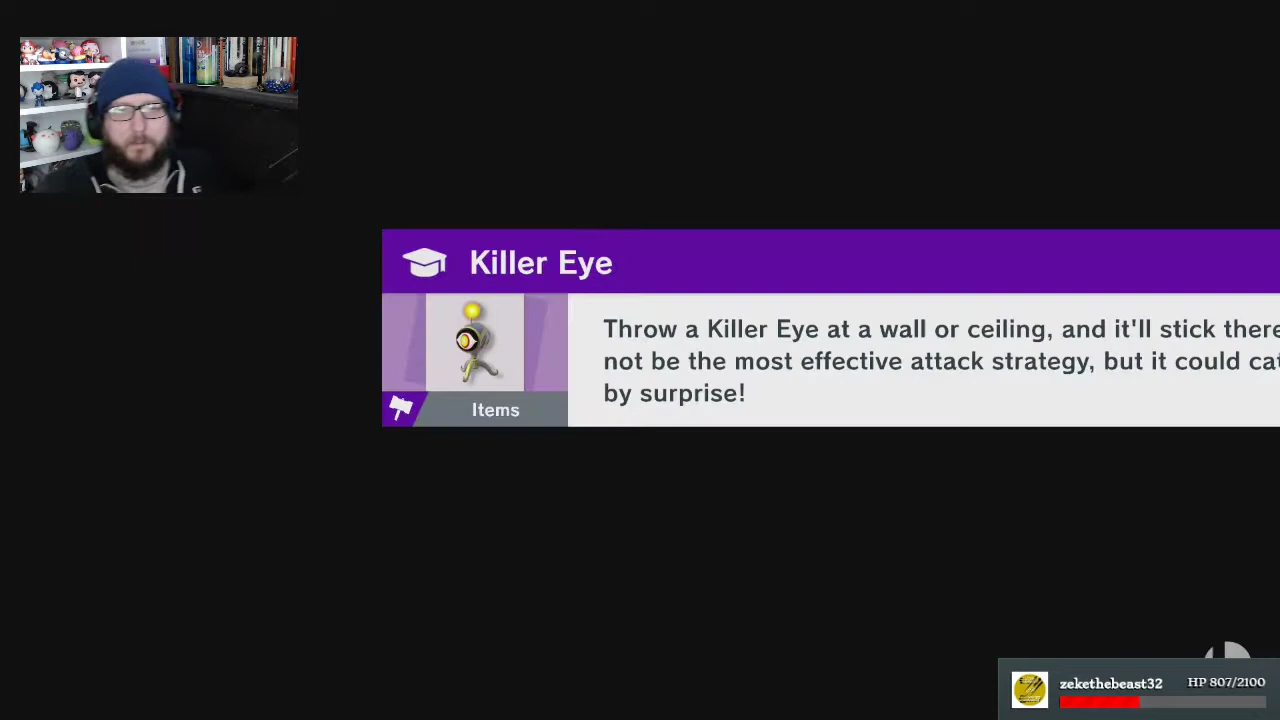 Killer Eye
Throw a Killer Eye at a wall or ceiling, and it'll stick there
not be the most effective attack strategy, but it could cat
by surprise!
Items
zekethebeast32 HP 807/2100